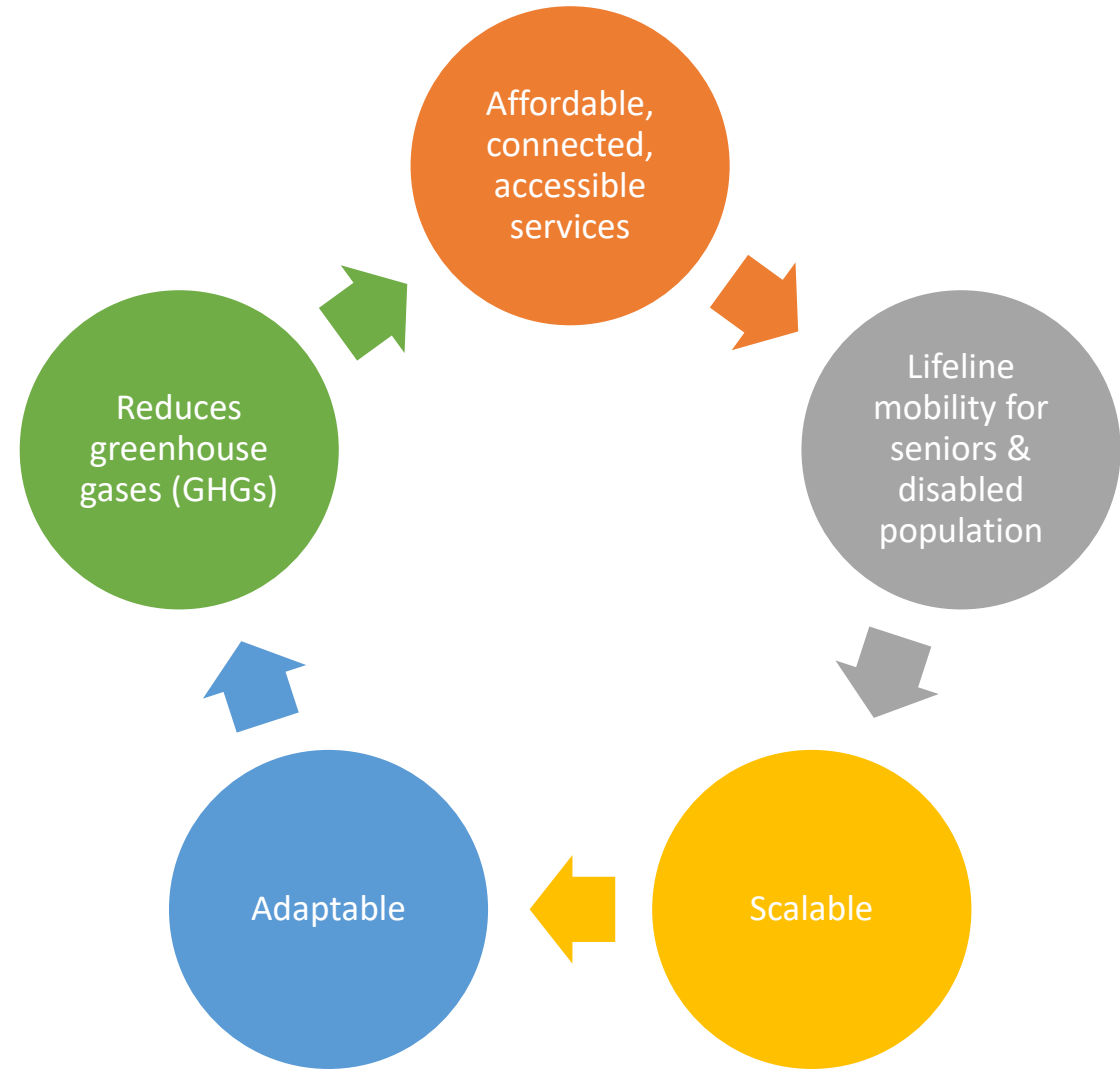 Affordable,
connected,
accessible
services
Lifeline
mobility for
seniors &
disabled
population
Scalable
Adaptable
Reduces
greenhouse
gases (GHGs)